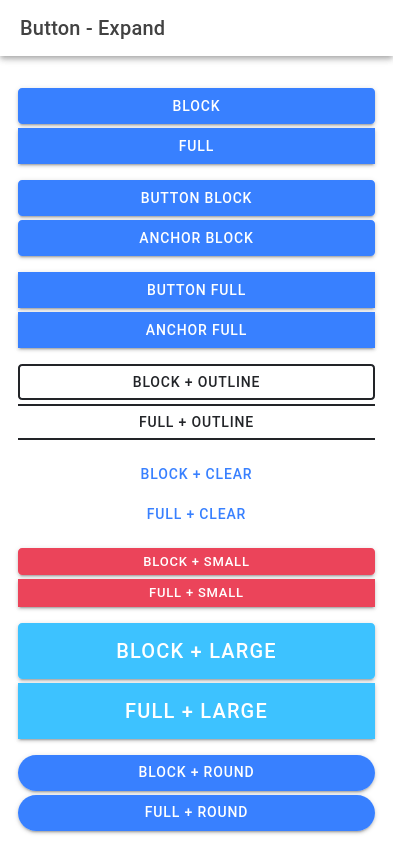 Button - Expand
BLOCK
FULL
BUTTON BLOCK
ANCHOR BLOCK
BUTTON FULL
ANCHOR FULL
BLOCK + OUTLINE
FULL + OUTLINE
BLOCK + CLEAR
FULL + CLEAR
BLOCK + SMALL
FULL + SMALL
BLOCK + LARGE
FULL + LARGE
BLOCK + ROUND
FULL + ROUND